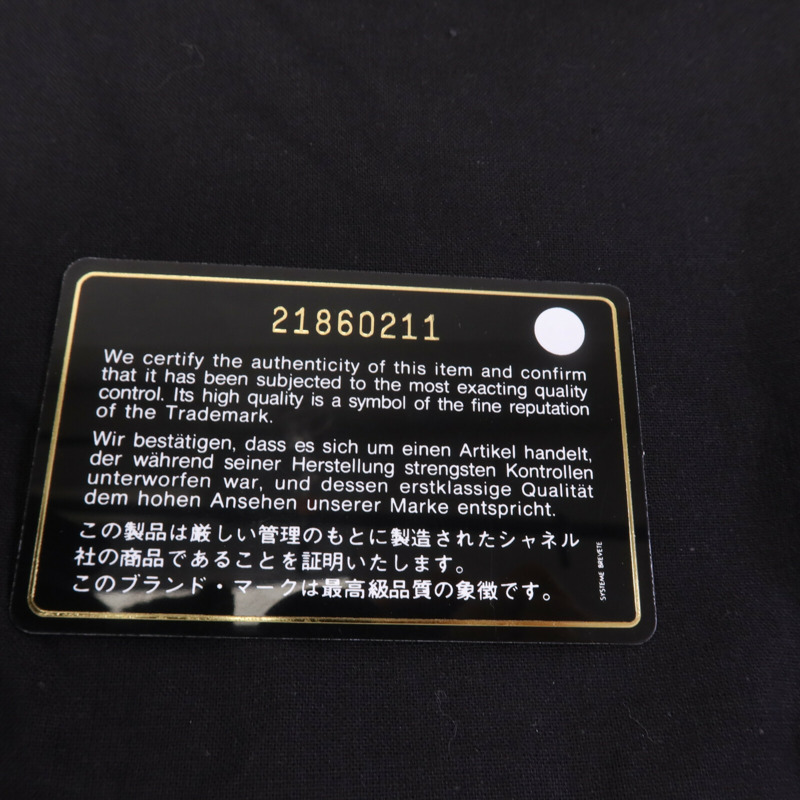 21860211
We certify the authenticity of this item and confirm
that it has been subjected to the most exacting quality
control. Its high quality is a symbol of the fine reputation
of the Trademark.
Wir bestätigen, dass es sich um einen Artikel handelt,
der während seiner Herstellung strengsten Kontrollen
unterworfen war, und dessen erstklassige Qualität
dem hohen Ansehen unserer Marke entspricht.
この製品は厳しい管理のもとに製造されたシャネル
社の商品であることを証明いたします。
このブランド・マークは最高級品質の象徴です。
SYSTEME BREVETE